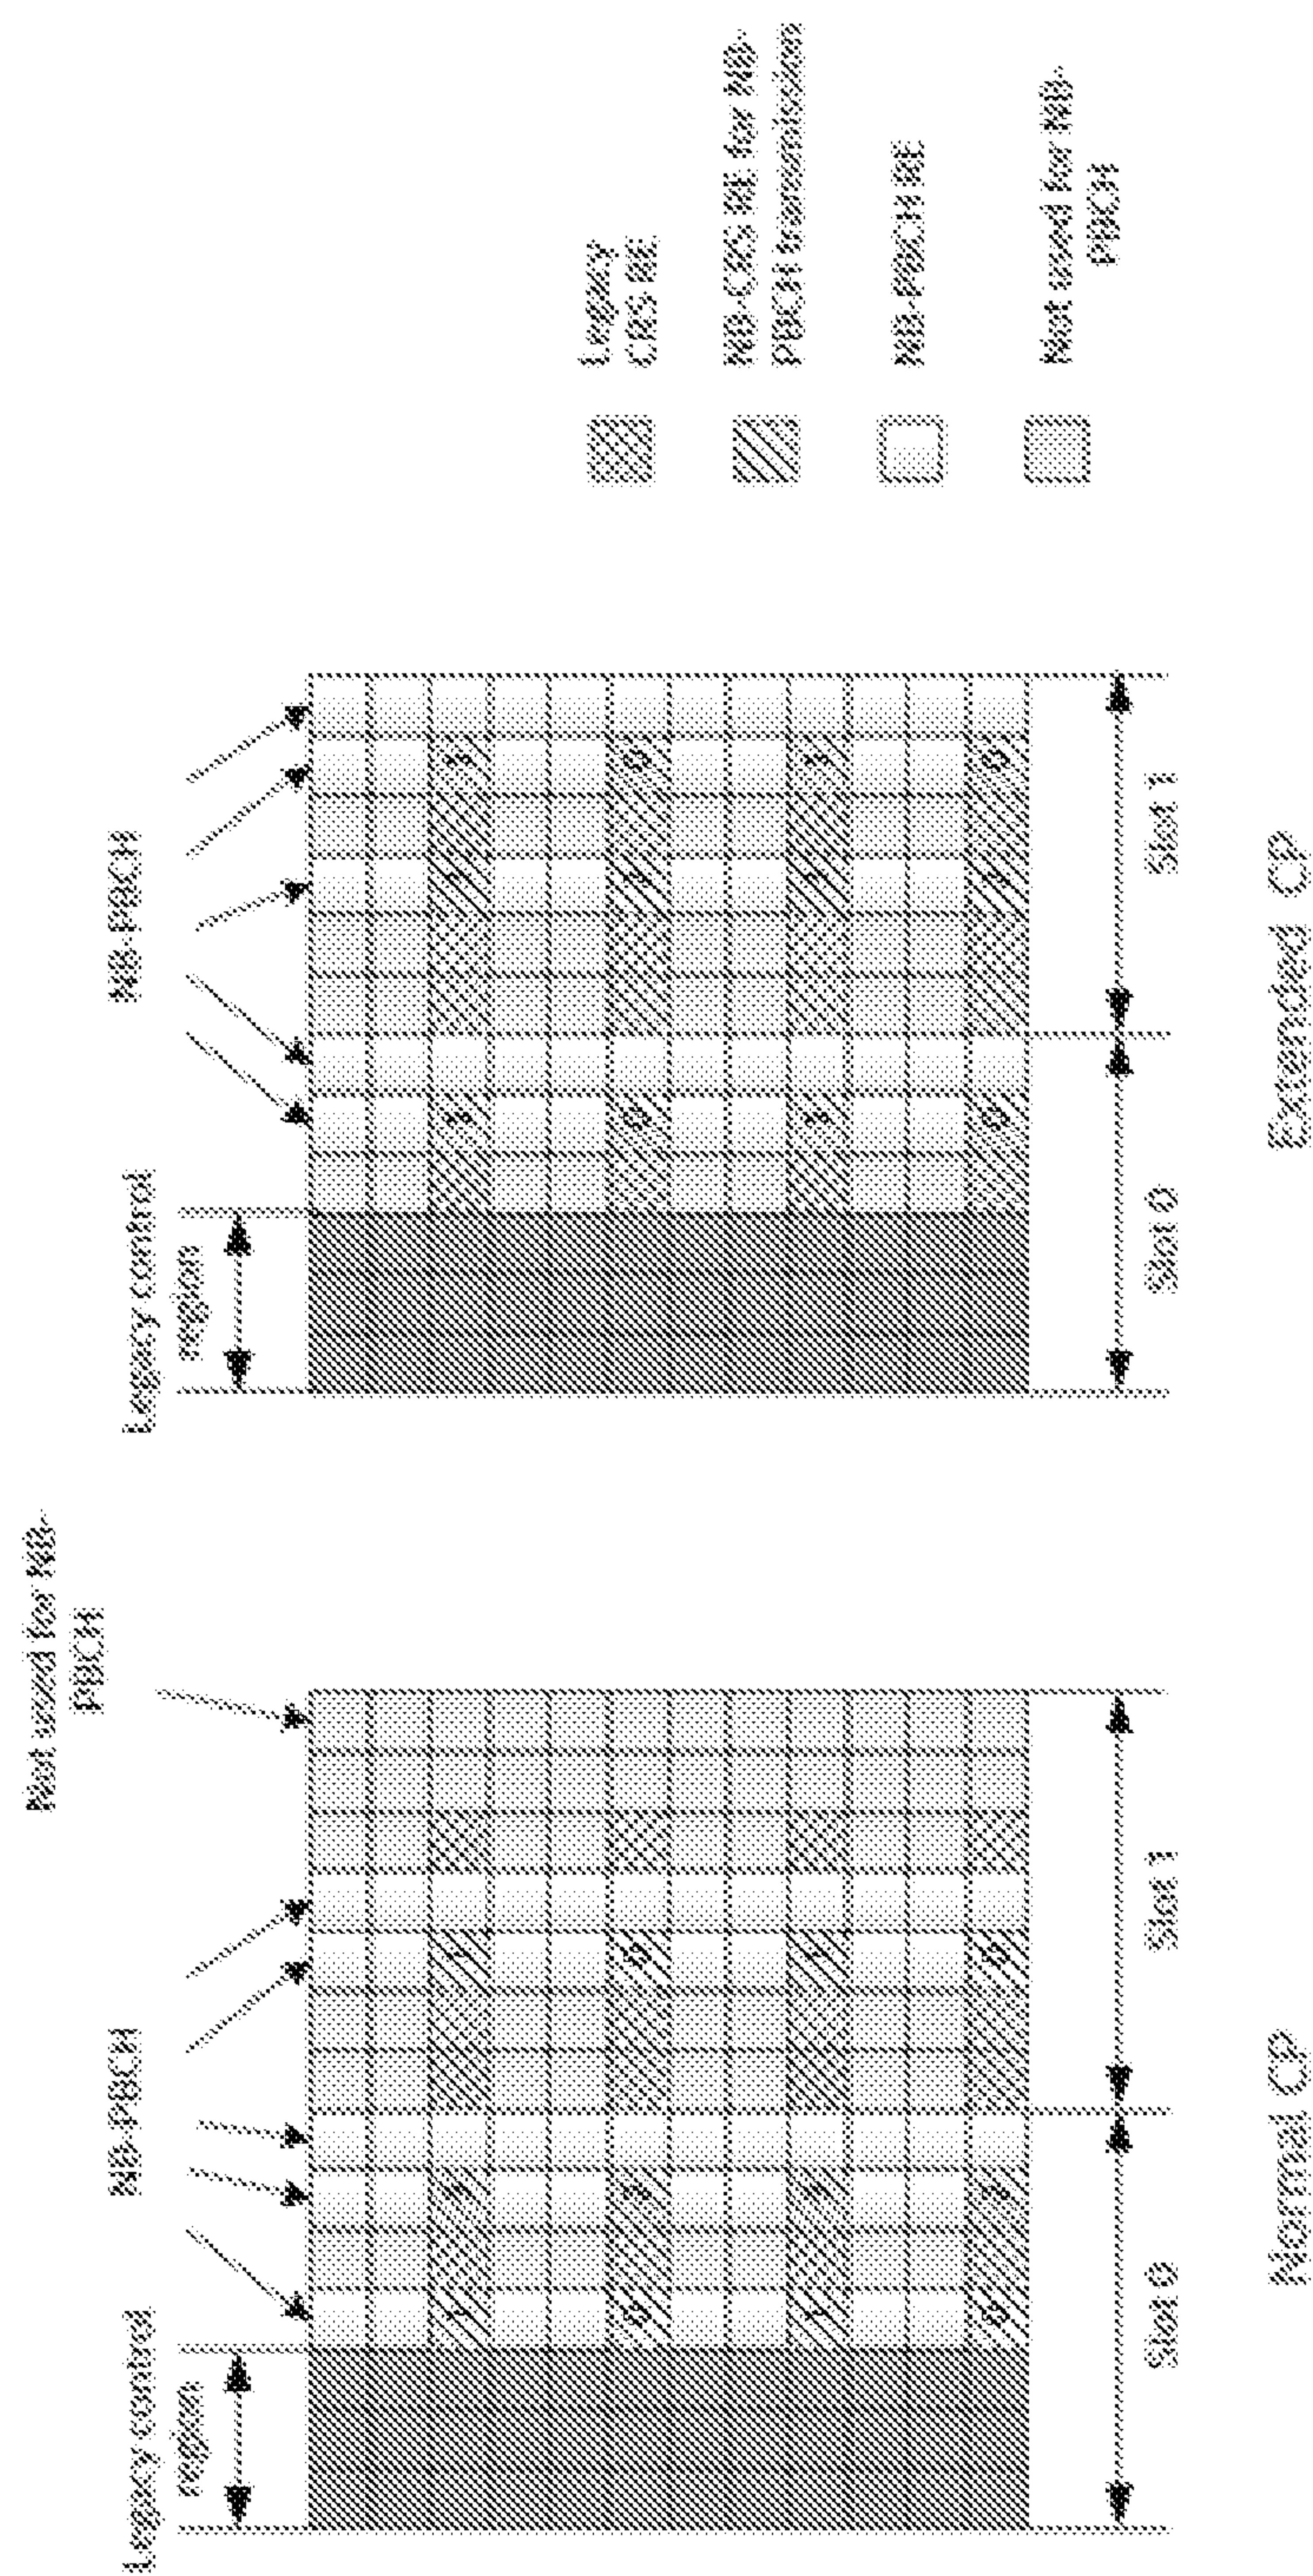 Legacy control
region
NB-PBCH
Not used for NB-
PBCH
Slot 0
Slot 1
Normal CP
Legacy control
region
NB-PBCH
Slot 0
Slot 1
Extended CP
Legacy
CRS RE
NB-CRS RE for NB-
PBCH transmission
NB-PBCH RE
Not used for NB-
PBCH